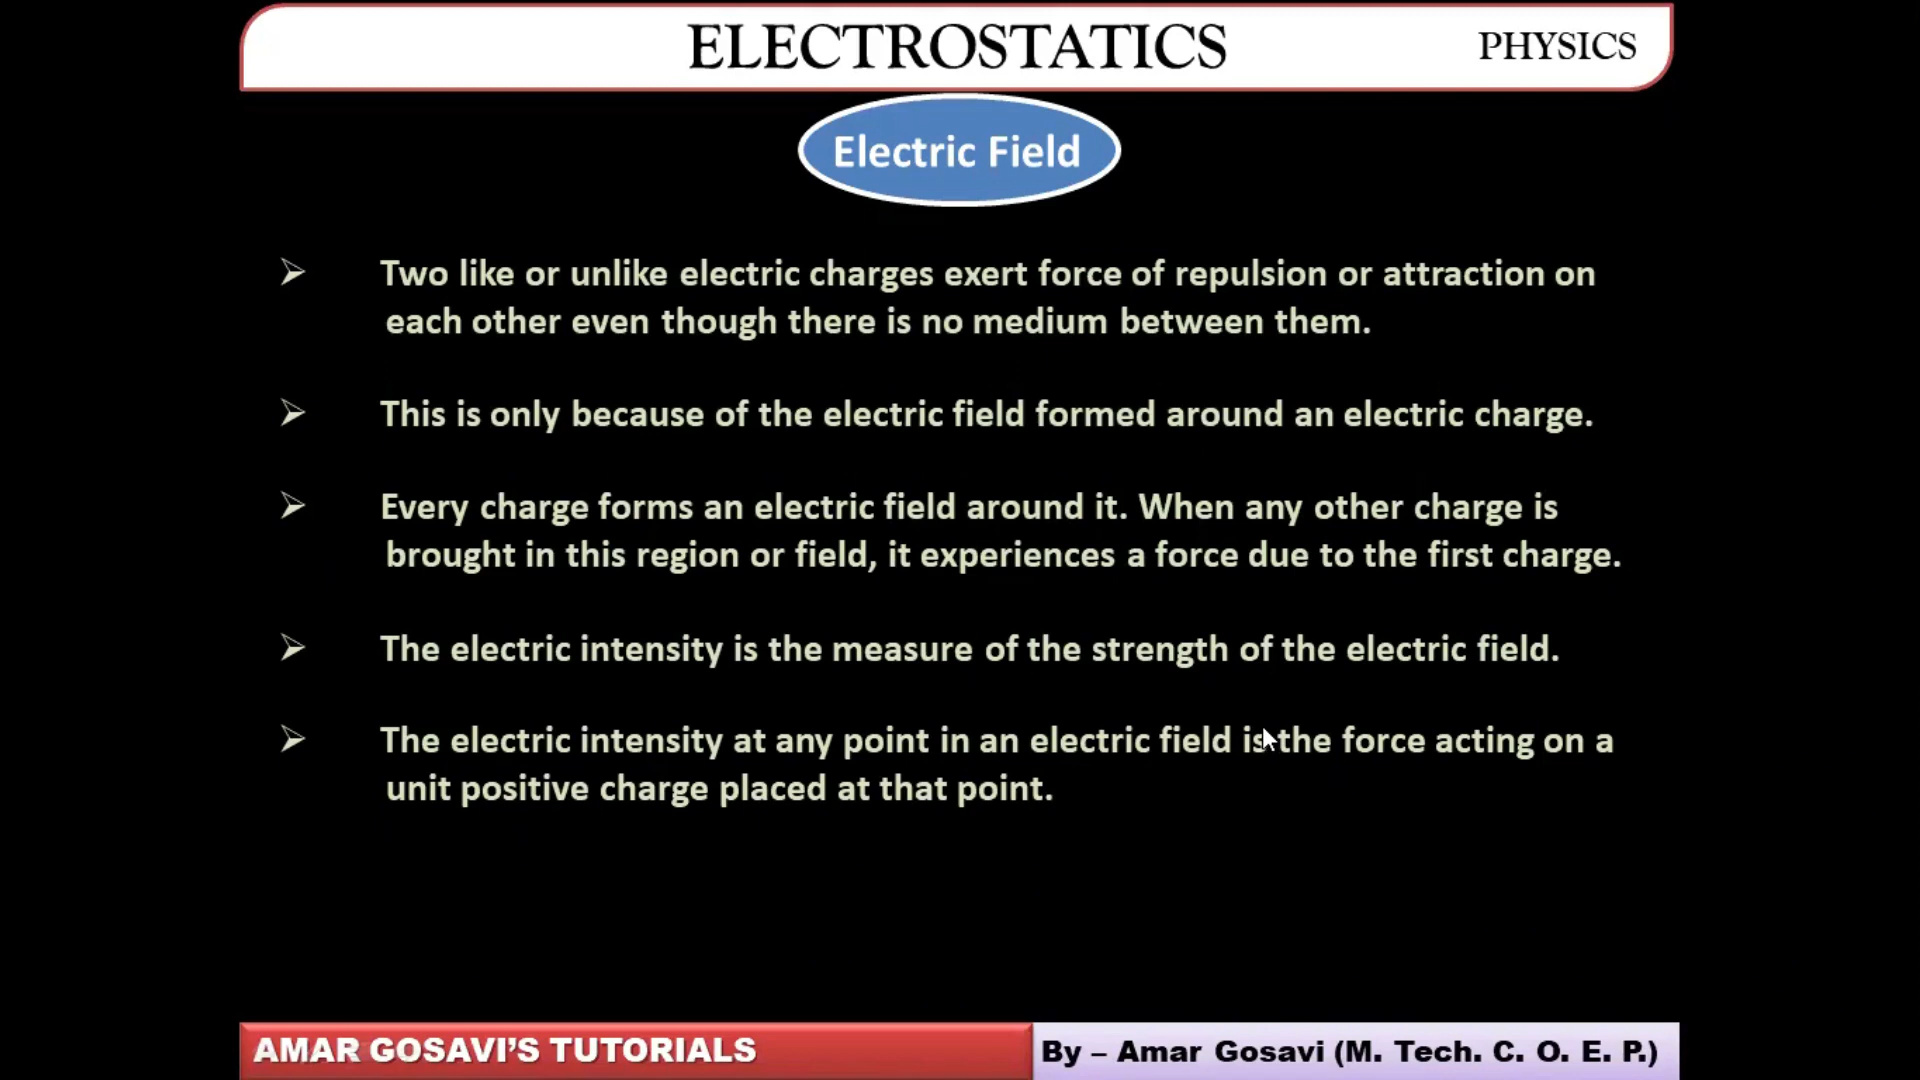 ELECTROSTATICS
PHYSICS
Electric Field
➢ Two like or unlike electric charges exert force of repulsion or attraction on
each other even though there is no medium between them.
➢ This is only because of the electric field formed around an electric charge.
➢ Every charge forms an electric field around it. When any other charge is
brought in this region or field, it experiences a force due to the first charge.
➢ The electric intensity is the measure of the strength of the electric field.
➢ The electric intensity at any point in an electric field is the force acting on a
unit positive charge placed at that point.
AMAR GOSAVI'S TUTORIALS
By – Amar Gosavi (M. Tech. C. O. E. P.)